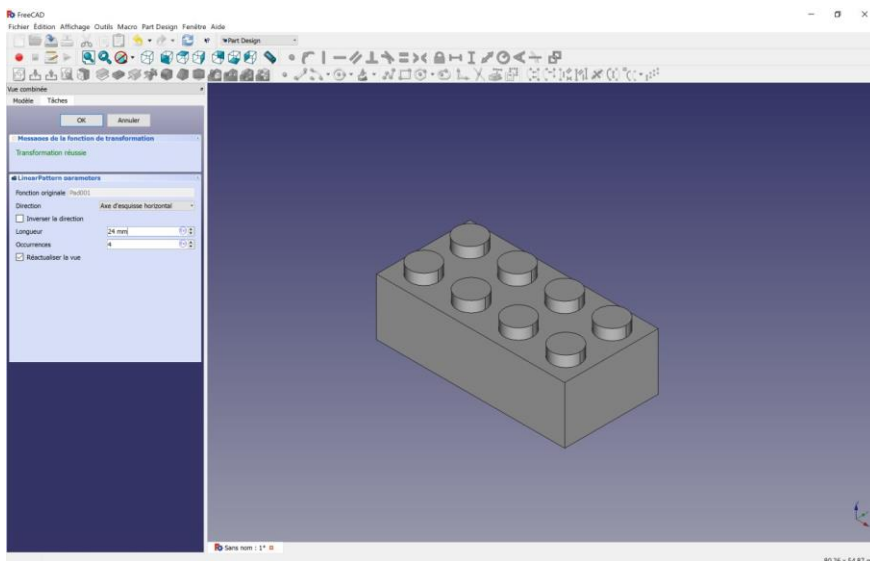 FreeCAD
Fichier Édition Affichage Outils Macro Part Design Fenêtre Aide
Part Design
Vue combinée
Modèle Tâches
OK Annuler
Messages de la fonction de transformation
Transformation réussie
LinearPattern parameters
Fonction originale Pad001
Direction Axe d'esquisse horizontal
Inverser la direction
Longueur 24 mm
Occurrences 4
Réactualiser la vue
Sans nom : 1*